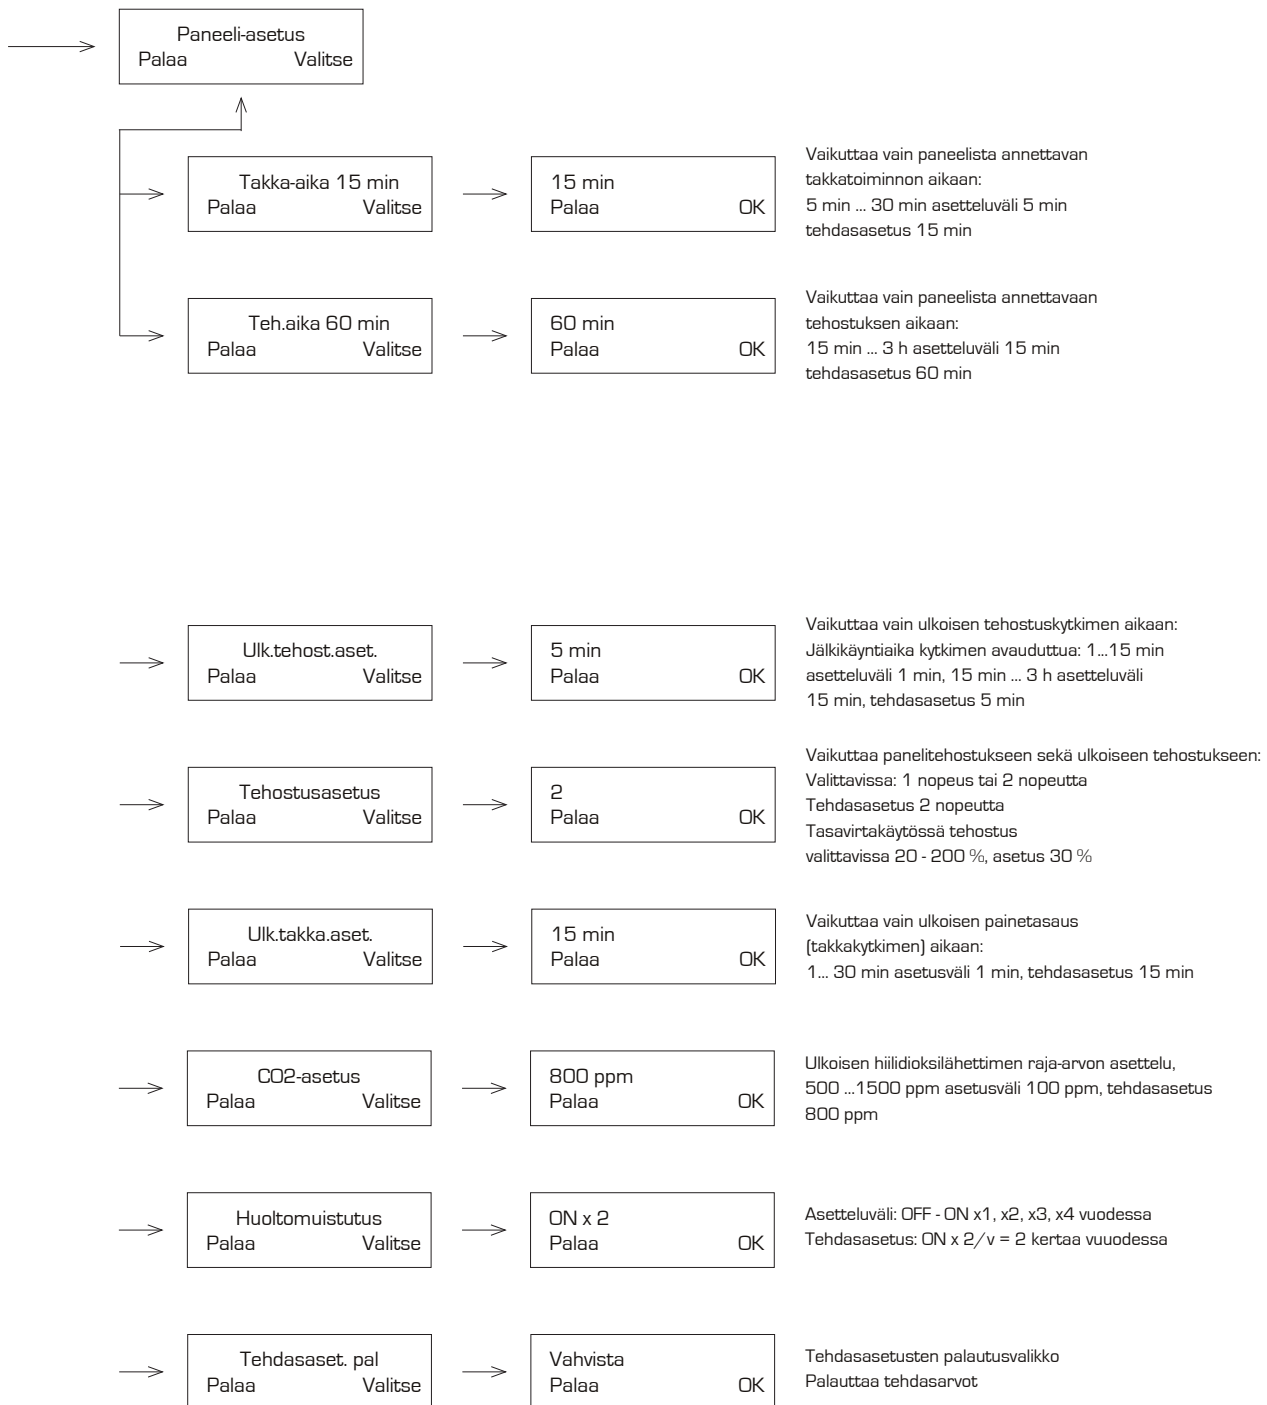 Paneeli-asetus
Palaa Valitse
Takka-aika 15 min
Palaa Valitse
15 min
Palaa OK
Vaikuttaa vain paneelista annettavan
takkatoiminnon aikaan:
5 min ... 30 min asetteluväli 5 min
tehdasasetus 15 min
Teh.aika 60 min
Palaa Valitse
60 min
Palaa OK
Vaikuttaa vain paneelista annettavaan
tehostuksen aikaan:
15 min ... 3 h asetteluväli 15 min
tehdasasetus 60 min
Ulk.tehost.aset.
Palaa Valitse
5 min
Palaa OK
Vaikuttaa vain ulkoisen tehostuskytkimen aikaan:
Jälkikäyntiaika kytkimen avauduttua: 1...15 min
asetteluväli 1 min, 15 min ... 3 h asetteluväli
15 min, tehdasasetus 5 min
Tehostusasetus
Palaa Valitse
2
Palaa OK
Vaikuttaa panelitehostukseen sekä ulkoiseen tehostukseen:
Valittavissa: 1 nopeus tai 2 nopeutta
Tehdasasetus 2 nopeutta
Tasavirtakäytössä tehostus
valittavissa 20 - 200 %, asetus 30 %
Ulk.takka.aset.
Palaa Valitse
15 min
Palaa OK
Vaikuttaa vain ulkoisen painetasaus
(takkakytkimen) aikaan:
1... 30 min asetusväli 1 min, tehdasasetus 15 min
CO2-asetus
Palaa Valitse
800 ppm
Palaa OK
Ulkoisen hiilidioksilähettimen raja-arvon asettelu,
500 ...1500 ppm asetusväli 100 ppm, tehdasasetus
800 ppm
Huoltomuistutus
Palaa Valitse
ON x 2
Palaa OK
Asetteluväli: OFF - ON x1, x2, x3, x4 vuodessa
Tehdasasetus: ON x 2/v = 2 kertaa vuuodessa
Tehdasaset. pal
Palaa Valitse
Vahvista
Palaa OK
Tehdasasetusten palautusvalikko
Palauttaa tehdasarvot